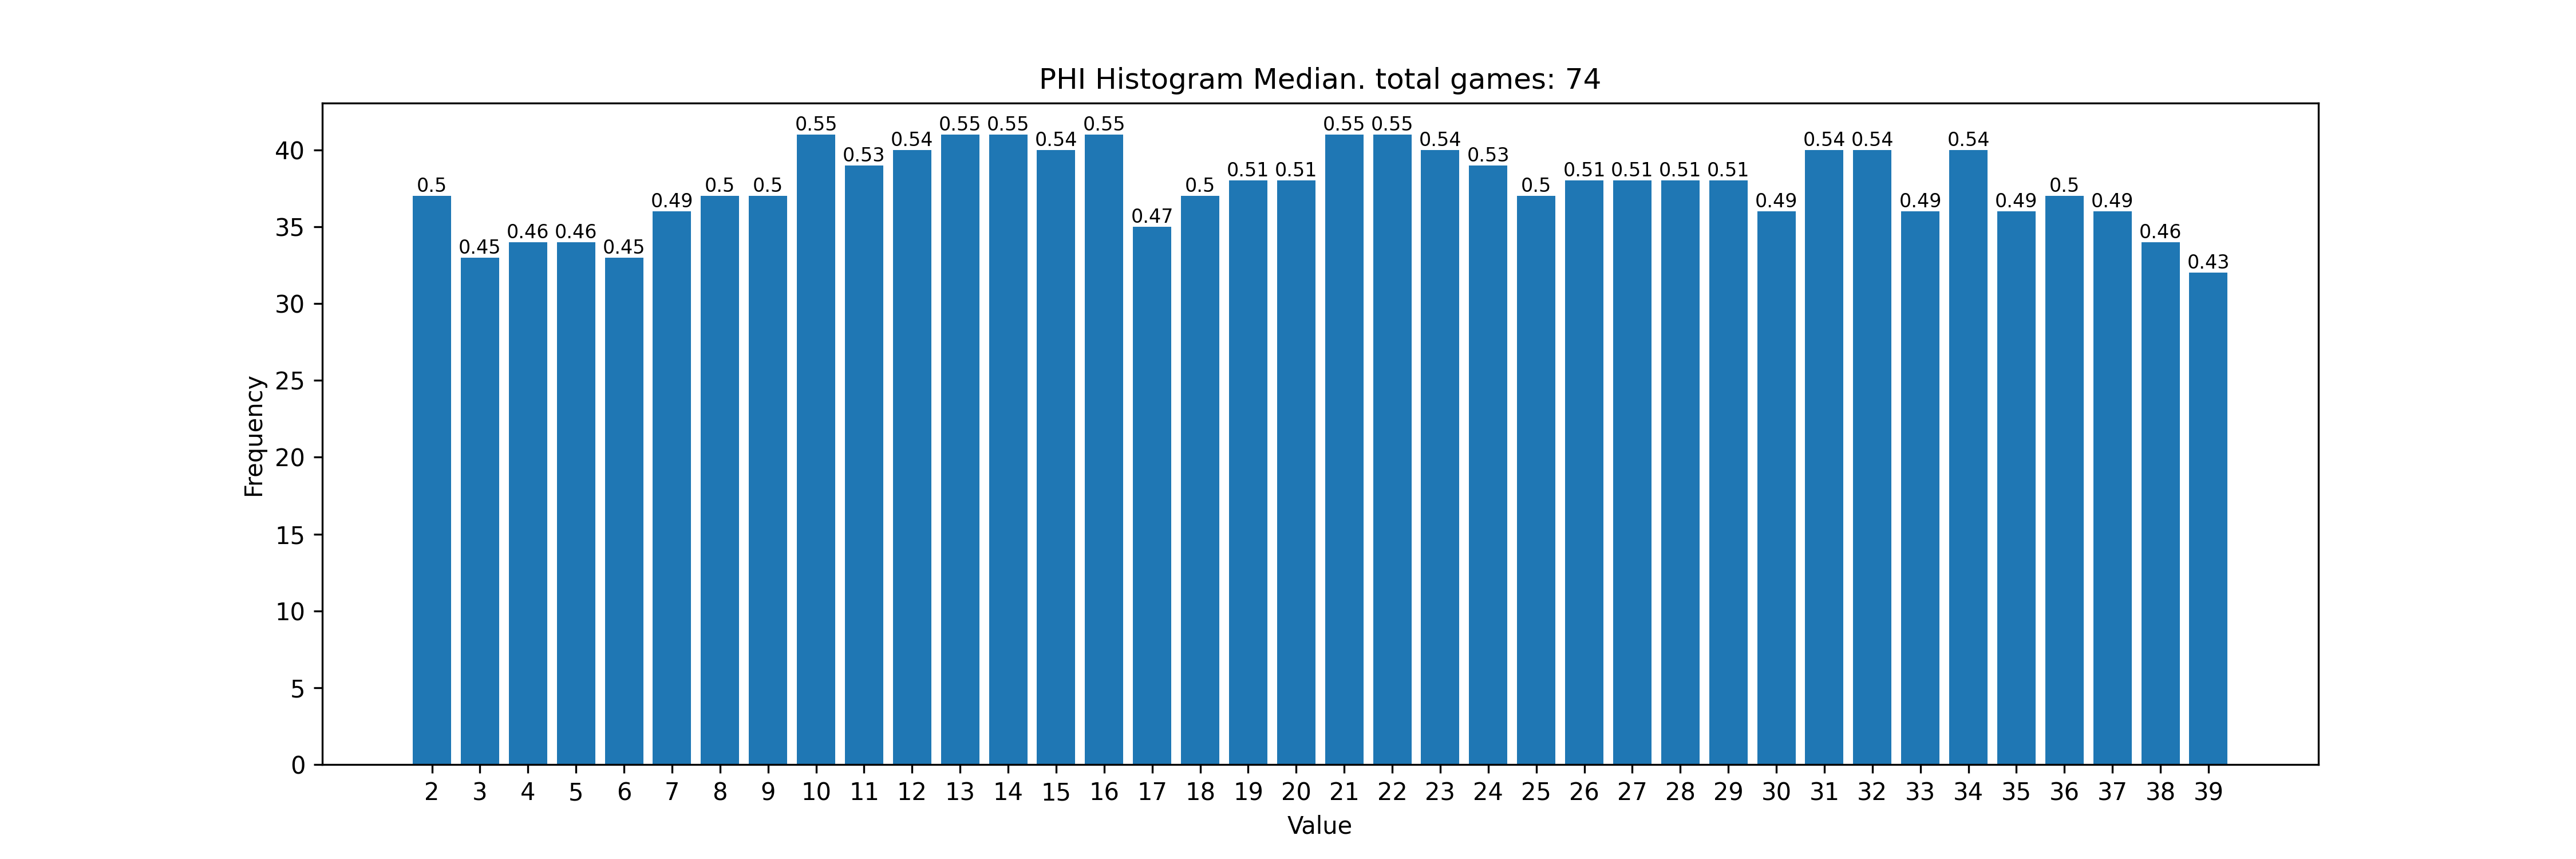 PHI Histogram Median. total games: 74
0.5 0.45 0.46 0.46 0.45 0.49 0.5 0.5 0.55 0.53 0.54 0.55 0.55 0.54 0.55 0.47 0.5 0.51 0.51 0.55 0.55 0.54 0.53 0.5 0.51 0.51 0.51 0.51 0.49 0.54 0.54 0.49 0.54 0.49 0.5 0.49 0.46 0.43
40
35
30
25
20
15
10
5
0
Frequency
2 3 4 5 6 7 8 9 10 11 12 13 14 15 16 17 18 19 20 21 22 23 24 25 26 27 28 29 30 31 32 33 34 35 36 37 38 39
Value